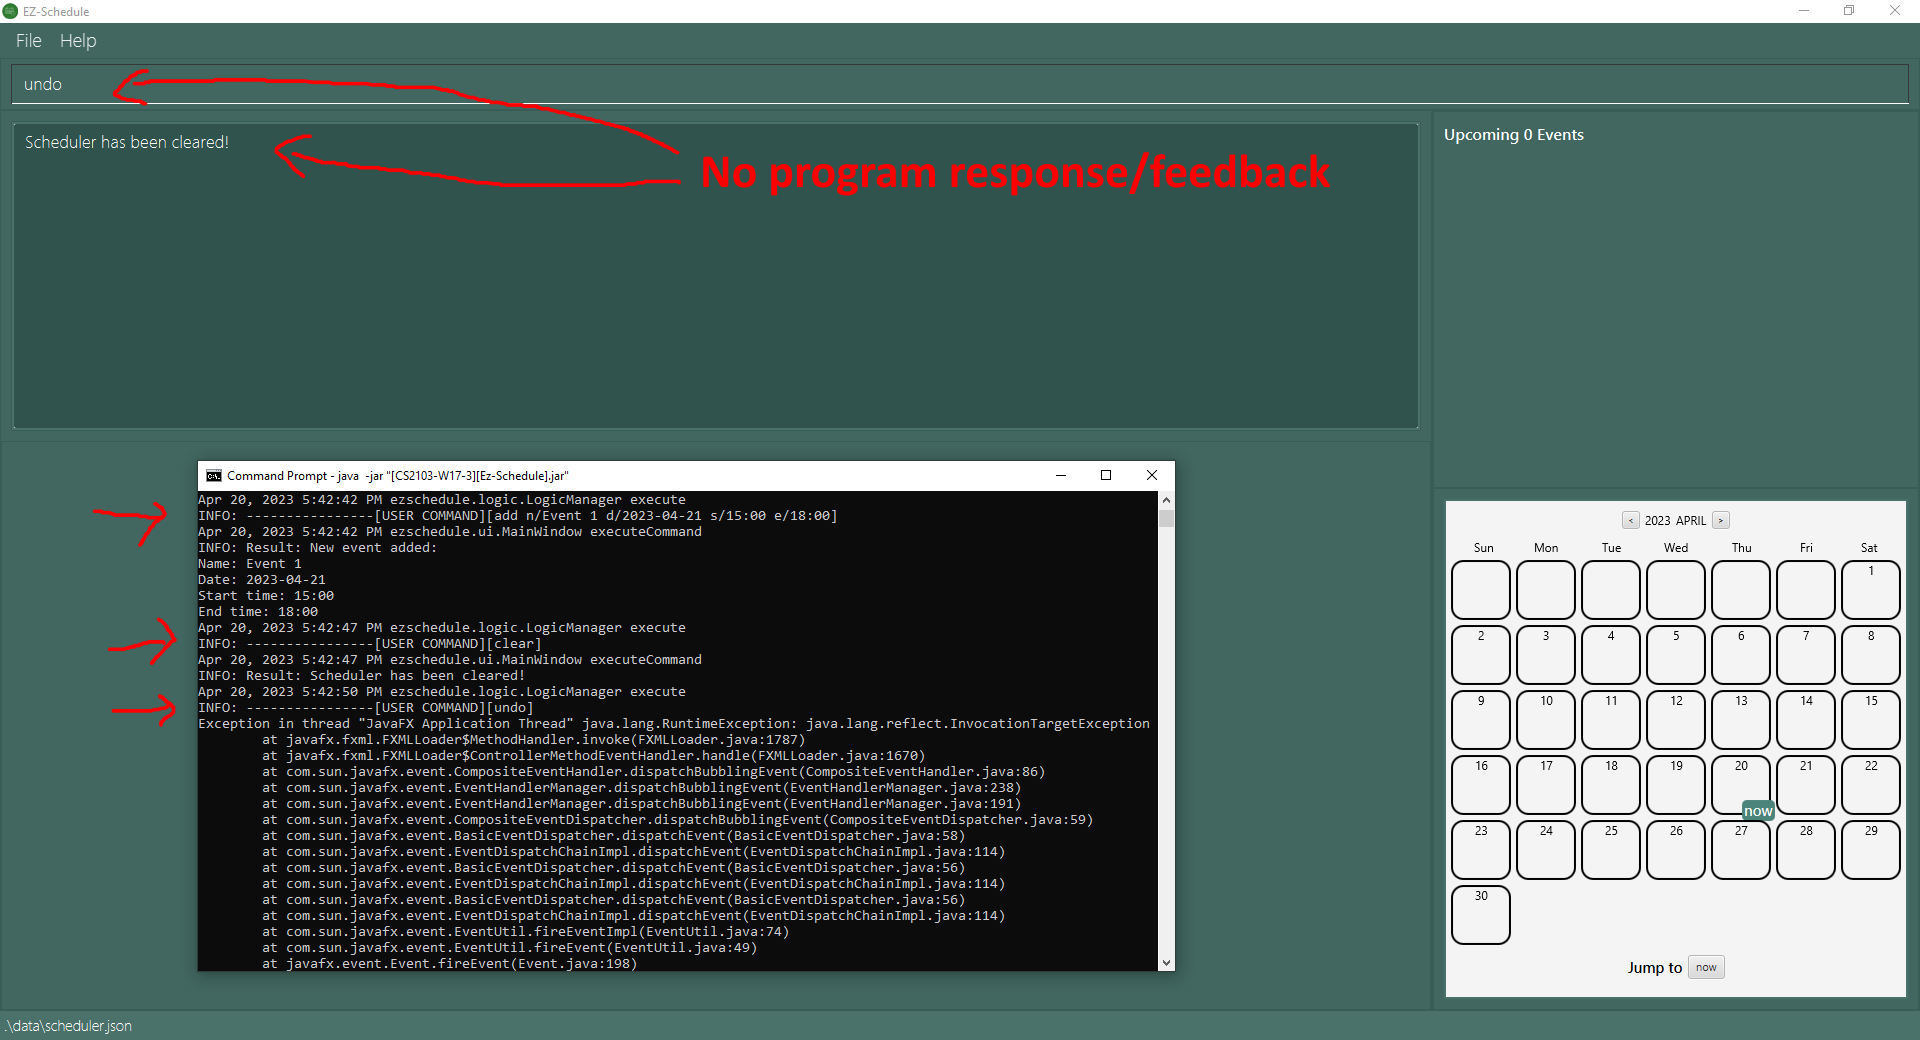 EZ-Schedule
File Help
undo
Scheduler has been cleared!
No program response/feedback
Upcoming 0 Events
Command Prompt - java -jar "[CS2103-W17-3][Ez-Schedule].jar"
Apr 20, 2023 5:42:42 PM ezschedule.logic.LogicManager execute
INFO: ----------------[USER COMMAND][add n/Event 1 d/2023-04-21 s/15:00 e/18:00]
Apr 20, 2023 5:42:42 PM ezschedule.ui.MainWindow executeCommand
INFO: Result: New event added:
Name: Event 1
Date: 2023-04-21
Start time: 15:00
End time: 18:00
Apr 20, 2023 5:42:47 PM ezschedule.logic.LogicManager execute
INFO: ----------------[USER COMMAND][clear]
Apr 20, 2023 5:42:47 PM ezschedule.ui.MainWindow executeCommand
INFO: Result: Scheduler has been cleared!
Apr 20, 2023 5:42:50 PM ezschedule.logic.LogicManager execute
INFO: ----------------[USER COMMAND][undo]
Exception in thread "JavaFX Application Thread" java.lang.RuntimeException: java.lang.reflect.InvocationTargetException
at javafx.fxml.FXMLLoader$MethodHandler.invoke(FXMLLoader.java:1787)
at javafx.fxml.FXMLLoader$ControllerMethodEventHandler.handle(FXMLLoader.java:1670)
at com.sun.javafx.event.CompositeEventHandler.dispatchBubblingEvent(CompositeEventHandler.java:86)
at com.sun.javafx.event.EventHandlerManager.dispatchBubblingEvent(EventHandlerManager.java:238)
at com.sun.javafx.event.EventHandlerManager.dispatchBubblingEvent(EventHandlerManager.java:191)
at com.sun.javafx.event.CompositeEventDispatcher.dispatchBubblingEvent(CompositeEventDispatcher.java:59)
at com.sun.javafx.event.BasicEventDispatcher.dispatchEvent(BasicEventDispatcher.java:58)
at com.sun.javafx.event.EventDispatchChainImpl.dispatchEvent(EventDispatchChainImpl.java:114)
at com.sun.javafx.event.BasicEventDispatcher.dispatchEvent(BasicEventDispatcher.java:56)
at com.sun.javafx.event.EventDispatchChainImpl.dispatchEvent(EventDispatchChainImpl.java:114)
at com.sun.javafx.event.BasicEventDispatcher.dispatchEvent(BasicEventDispatcher.java:56)
at com.sun.javafx.event.EventDispatchChainImpl.dispatchEvent(EventDispatchChainImpl.java:114)
at com.sun.javafx.event.EventUtil.fireEventImpl(EventUtil.java:74)
at com.sun.javafx.event.EventUtil.fireEvent(EventUtil.java:49)
at javafx.event.Event.fireEvent(Event.java:198)
< 2023 APRIL >
Sun Mon Tue Wed Thu Fri Sat
1
2 3 4 5 6 7 8
9 10 11 12 13 14 15
16 17 18 19 20 21 22
now
23 24 25 26 27 28 29
30
Jump to now
.\data\scheduler.json